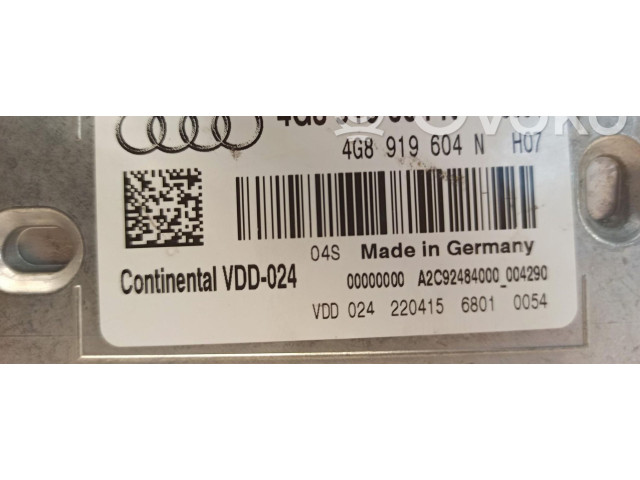 4G8 919 604 N H07
04S Made in Germany
Continental VDD-024
00000000 A2C92484000_004290
VDD 024 220415 6801 0054